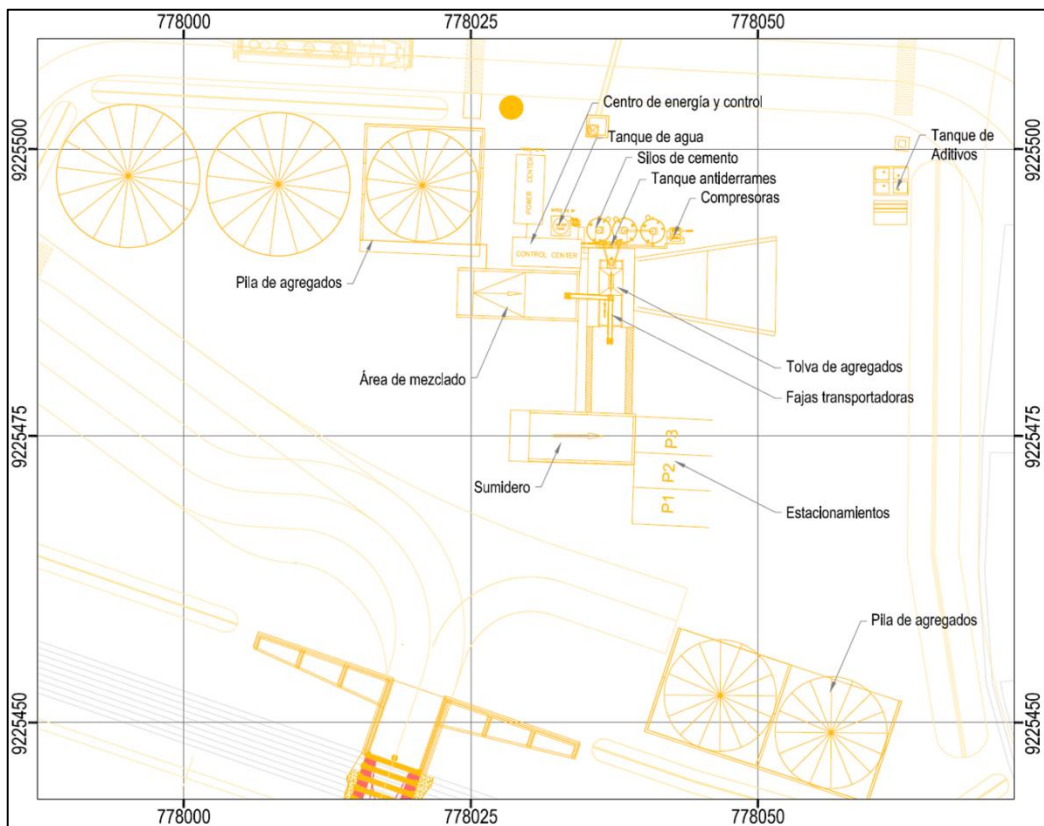 778000
778025
778050
Centro de energía y control
Tanque de agua
9225500
9225500
Silos de cemento
Tanque de
Aditivos
POWER CENTER
Tanque antiderrames
Compresoras
CONTROL CENTER
Pila de agregados
Tolva de agregados
Área de mezclado
Fajas transportadoras
9225475
9225475
P3
P2
P1
Sumidero
Estacionamientos
Pila de agregados
9225450
9225450
778000
778025
778050